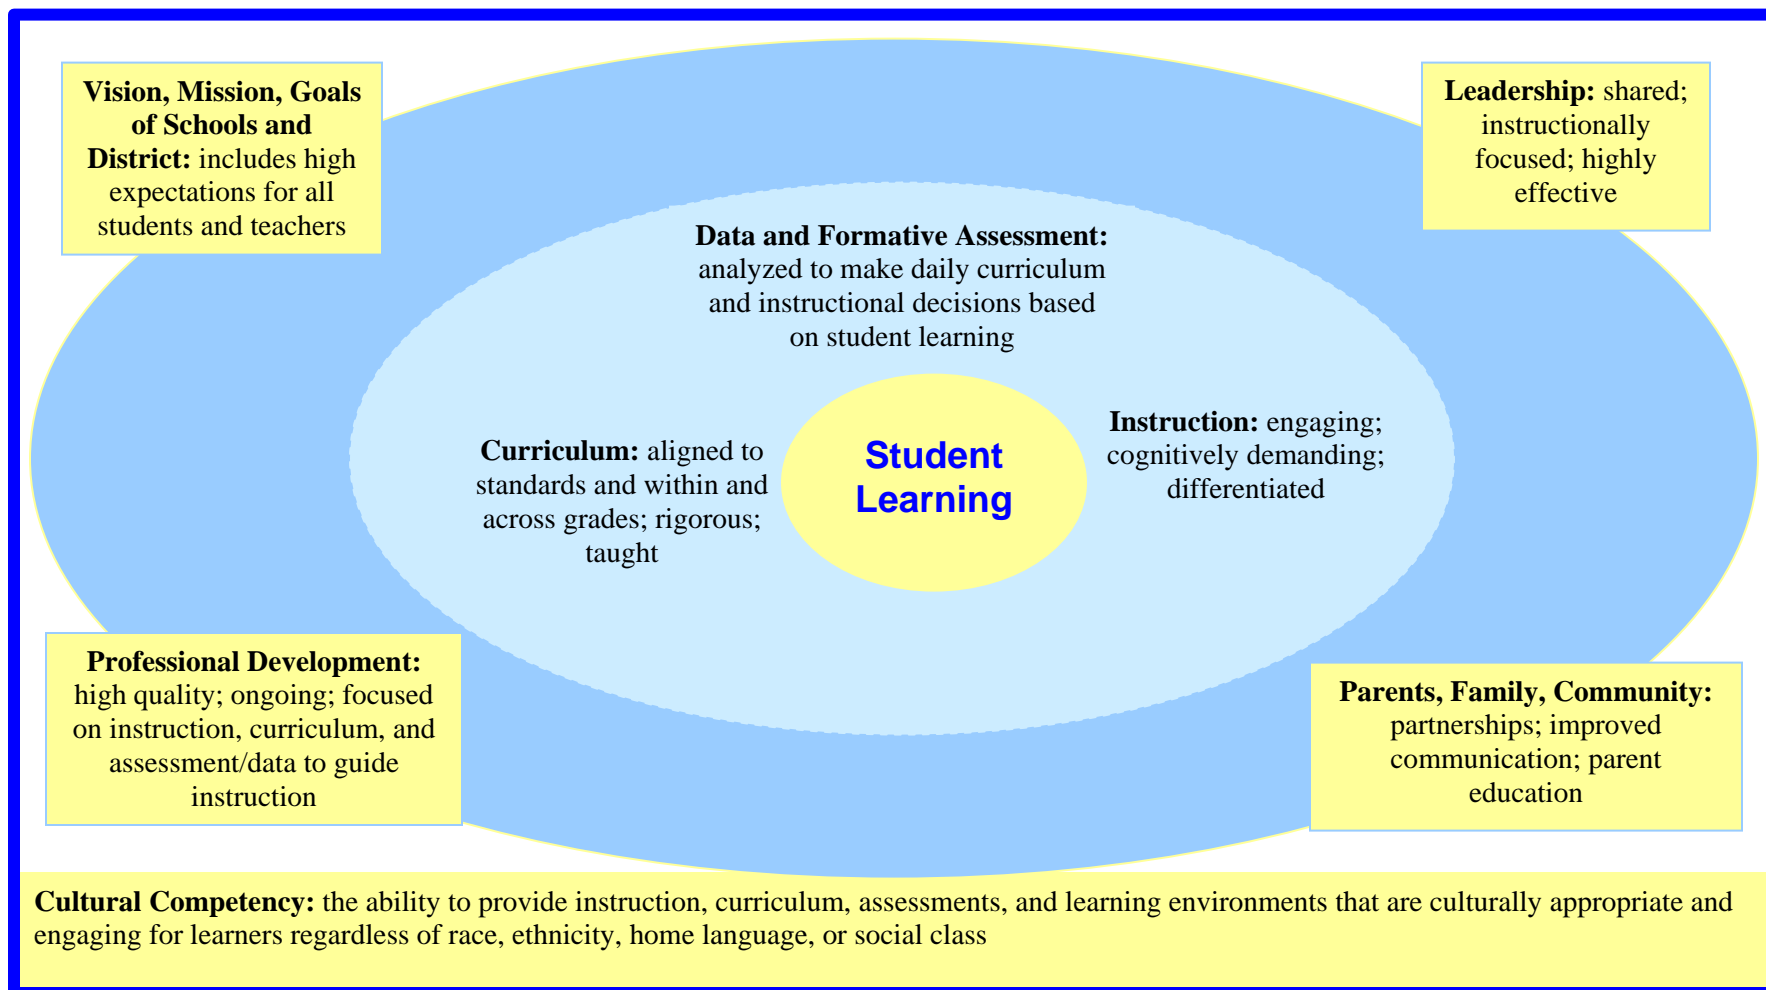 Vision, Mission, Goals
of Schools and
District: includes high
expectations for all
students and teachers
Leadership: shared;
instructionally
focused; highly
effective
Data and Formative Assessment:
analyzed to make daily curriculum
and instructional decisions based
on student learning
Curriculum: aligned to
standards and within and
across grades; rigorous;
taught
Student
Learning
Instruction: engaging;
cognitively demanding;
differentiated
Professional Development:
high quality; ongoing; focused
on instruction, curriculum, and
assessment/data to guide
instruction
Parents, Family, Community:
partnerships; improved
communication; parent
education
Cultural Competency: the ability to provide instruction, curriculum, assessments, and learning environments that are culturally appropriate and
engaging for learners regardless of race, ethnicity, home language, or social class